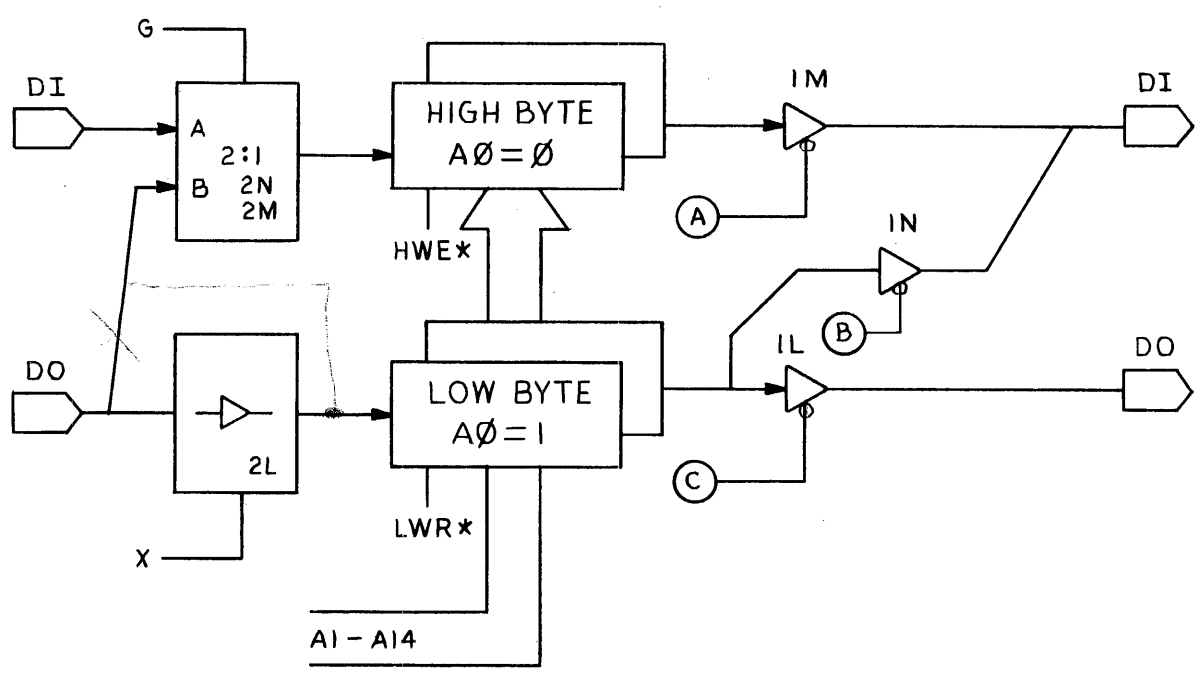 G
DI
A
2:1
B
2N
2M
HIGH BYTE
AØ=Ø
HWE*
1M
DI
A
1N
B
DO
2L
X
LOW BYTE
AØ=1
LWR*
1L
DO
C
A1-A14